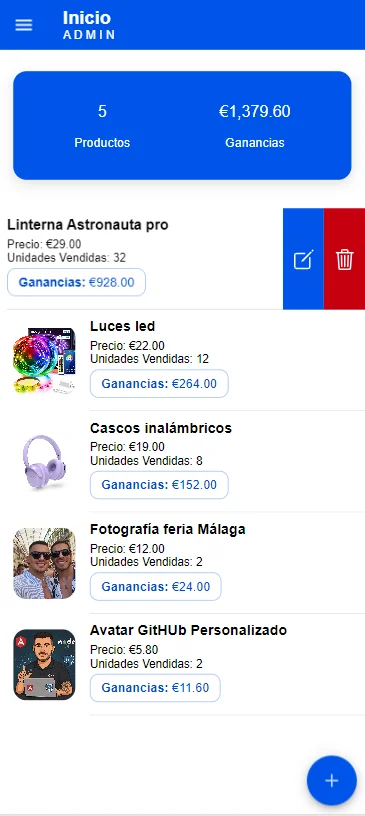 Inicio
ADMIN
5
€1,379.60
Productos
Ganancias
Linterna Astronauta pro
Precio: €29.00
Unidades Vendidas: 32
Ganancias: €928.00
Luces led
Precio: €22.00
Unidades Vendidas: 12
Ganancias: €264.00
Cascos inalámbricos
Precio: €19.00
Unidades Vendidas: 8
Ganancias: €152.00
Fotografía feria Málaga
Precio: €12.00
Unidades Vendidas: 2
Ganancias: €24.00
Avatar GitHUb Personalizado
Precio: €5.80
Unidades Vendidas: 2
Ganancias: €11.60